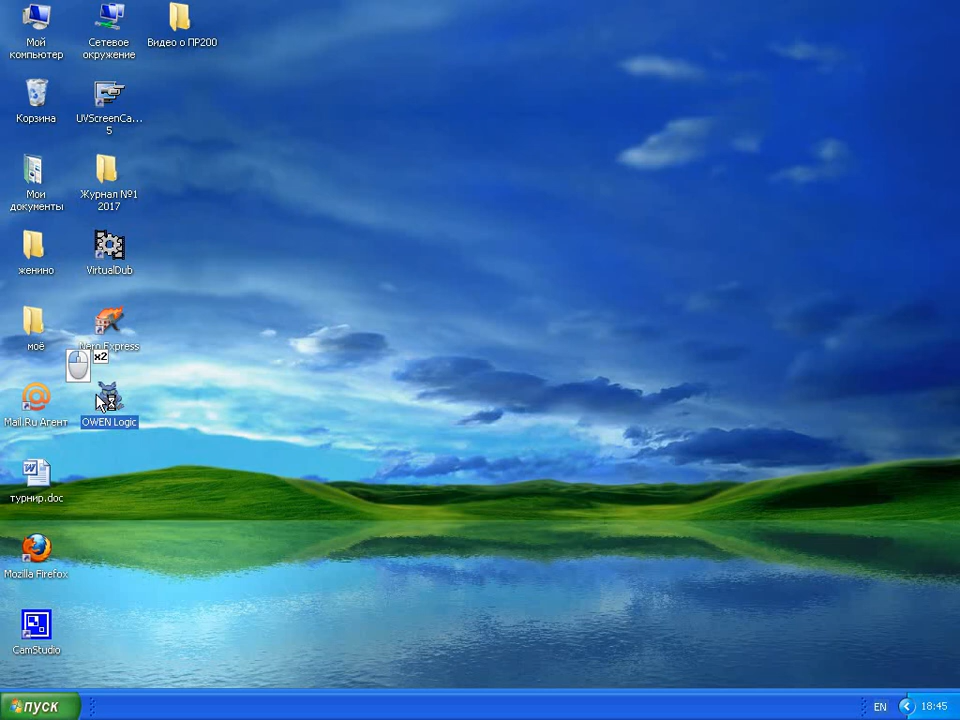 Мой
компьютер
Сетевое
окружение
Видео о ПР200
Корзина
UVScreenCa...
5
Мои
документы
Журнал №1
2017
женино
VirtualDub
моё
Nero Express
x2
Mail.Ru Агент
OWEN Logic
турнир.doc
Mozilla Firefox
CamStudio
пуск
EN
18:45